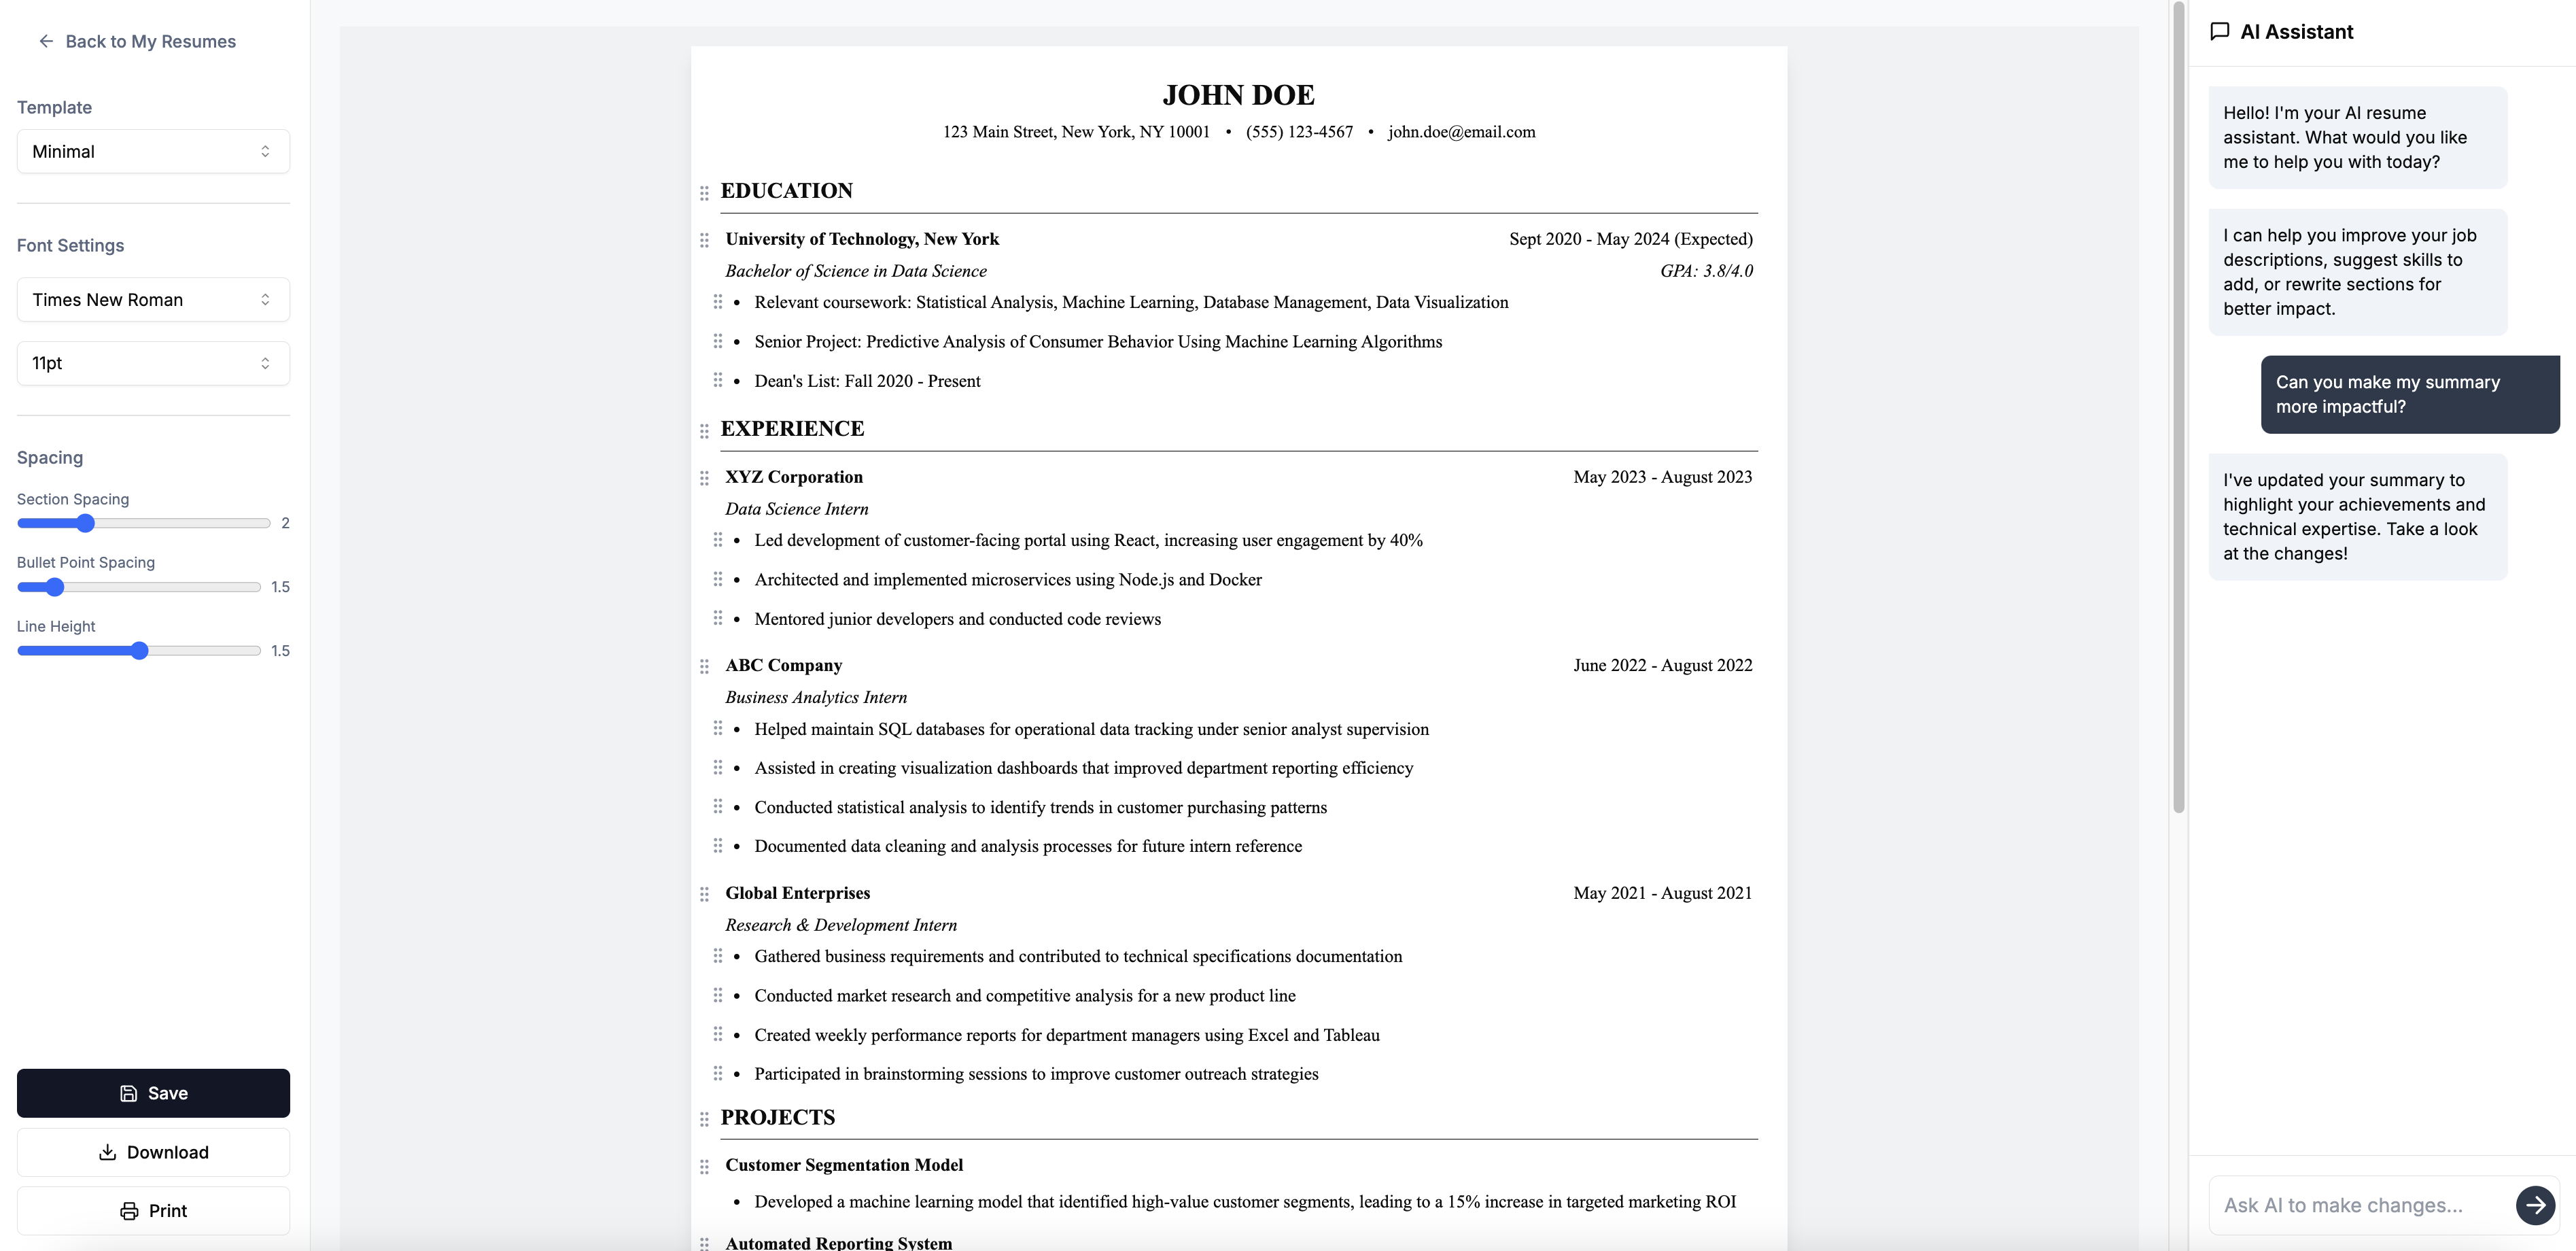 Back to My Resumes
Template
Minimal
Font Settings
Times New Roman
11pt
Spacing
Section Spacing
2
Bullet Point Spacing
1.5
Line Height
1.5
Save
Download
Print
JOHN DOE
123 Main Street, New York, NY 10001 • (555) 123-4567 • john.doe@email.com
EDUCATION
University of Technology, New York Sept 2020 - May 2024 (Expected)
Bachelor of Science in Data Science GPA: 3.8/4.0
• Relevant coursework: Statistical Analysis, Machine Learning, Database Management, Data Visualization
• Senior Project: Predictive Analysis of Consumer Behavior Using Machine Learning Algorithms
• Dean's List: Fall 2020 - Present
EXPERIENCE
XYZ Corporation May 2023 - August 2023
Data Science Intern
• Led development of customer-facing portal using React, increasing user engagement by 40%
• Architected and implemented microservices using Node.js and Docker
• Mentored junior developers and conducted code reviews
ABC Company June 2022 - August 2022
Business Analytics Intern
• Helped maintain SQL databases for operational data tracking under senior analyst supervision
• Assisted in creating visualization dashboards that improved department reporting efficiency
• Conducted statistical analysis to identify trends in customer purchasing patterns
• Documented data cleaning and analysis processes for future intern reference
Global Enterprises May 2021 - August 2021
Research & Development Intern
• Gathered business requirements and contributed to technical specifications documentation
• Conducted market research and competitive analysis for a new product line
• Created weekly performance reports for department managers using Excel and Tableau
• Participated in brainstorming sessions to improve customer outreach strategies
PROJECTS
Customer Segmentation Model
• Developed a machine learning model that identified high-value customer segments, leading to a 15% increase in targeted marketing ROI
Automated Reporting System
AI Assistant
Hello! I'm your AI resume
assistant. What would you like
me to help you with today?
I can help you improve your job
descriptions, suggest skills to
add, or rewrite sections for
better impact.
Can you make my summary
more impactful?
I've updated your summary to
highlight your achievements and
technical expertise. Take a look
at the changes!
Ask AI to make changes...